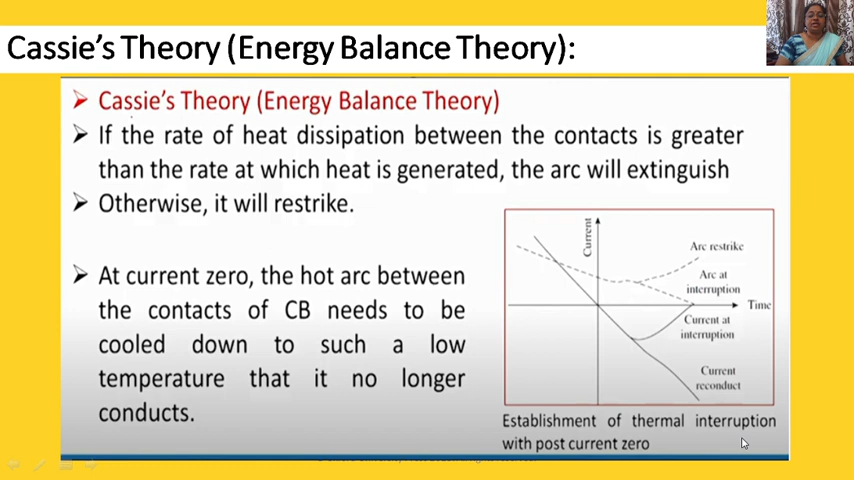 Cassie's Theory (Energy Balance Theory):
➤ Cassie's Theory (Energy Balance Theory)
➤ If the rate of heat dissipation between the contacts is greater
than the rate at which heat is generated, the arc will extinguish
➤ Otherwise, it will restrike.
➤ At current zero, the hot arc between
the contacts of CB needs to be
cooled down to such a low
temperature that it no longer
conducts.
Current
Arc restrike
Arc at
interruption
Time
Current at
interruption
Current
reconduct
Establishment of thermal interruption
with post current zero